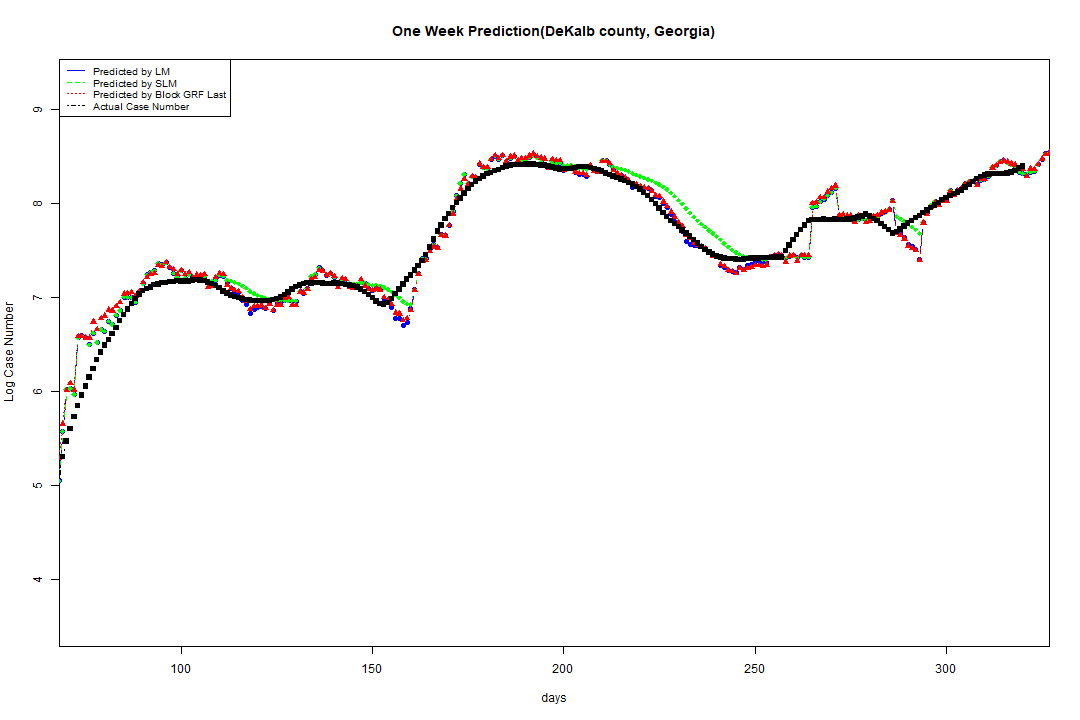 One Week Prediction(DeKalb county, Georgia)
Predicted by LM
Predicted by SLM
Predicted by Block GRF Last
Actual Case Number
9
8
7
6
5
4
Log Case Number
100 150 200 250 300
days